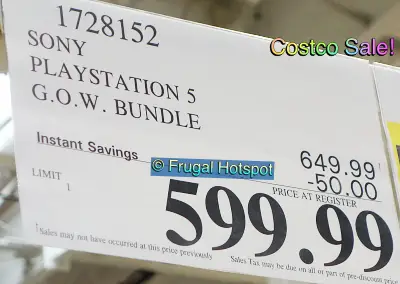 1728152
Costco Sale!
SONY
PLAYSTATION 5
G.O.W. BUNDLE
Instant Savings
649.99
-50.00
© Frugal Hotspot
PRICE AT REGISTER
LIMIT
1
599.99
Sales may not have occurred at this price previously
Sales Tax may be due on all or part of pre-discount price